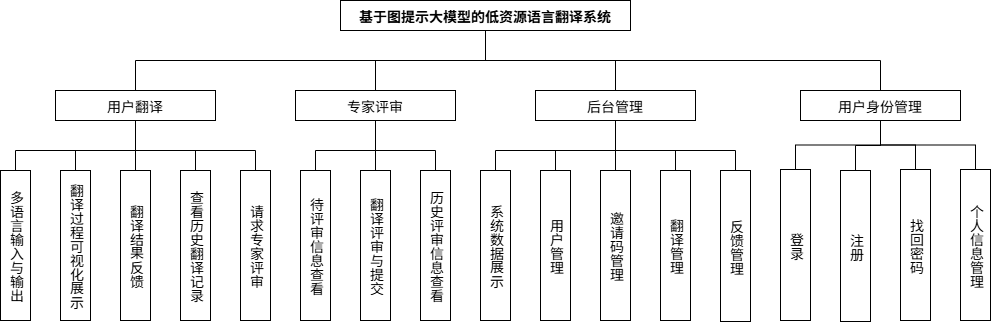 基于图提示大模型的低资源语言翻译系统
用户翻译
专家评审
后台管理
用户身份管理
多语言输入与输出
翻译过程可视化展示
翻译结果反馈
查看历史翻译记录
请求专家评审
待评审信息查看
翻译评审与提交
历史评审信息查看
系统数据展示
用户管理
邀请码管理
翻译管理
反馈管理
登录
注册
找回密码
个人信息管理